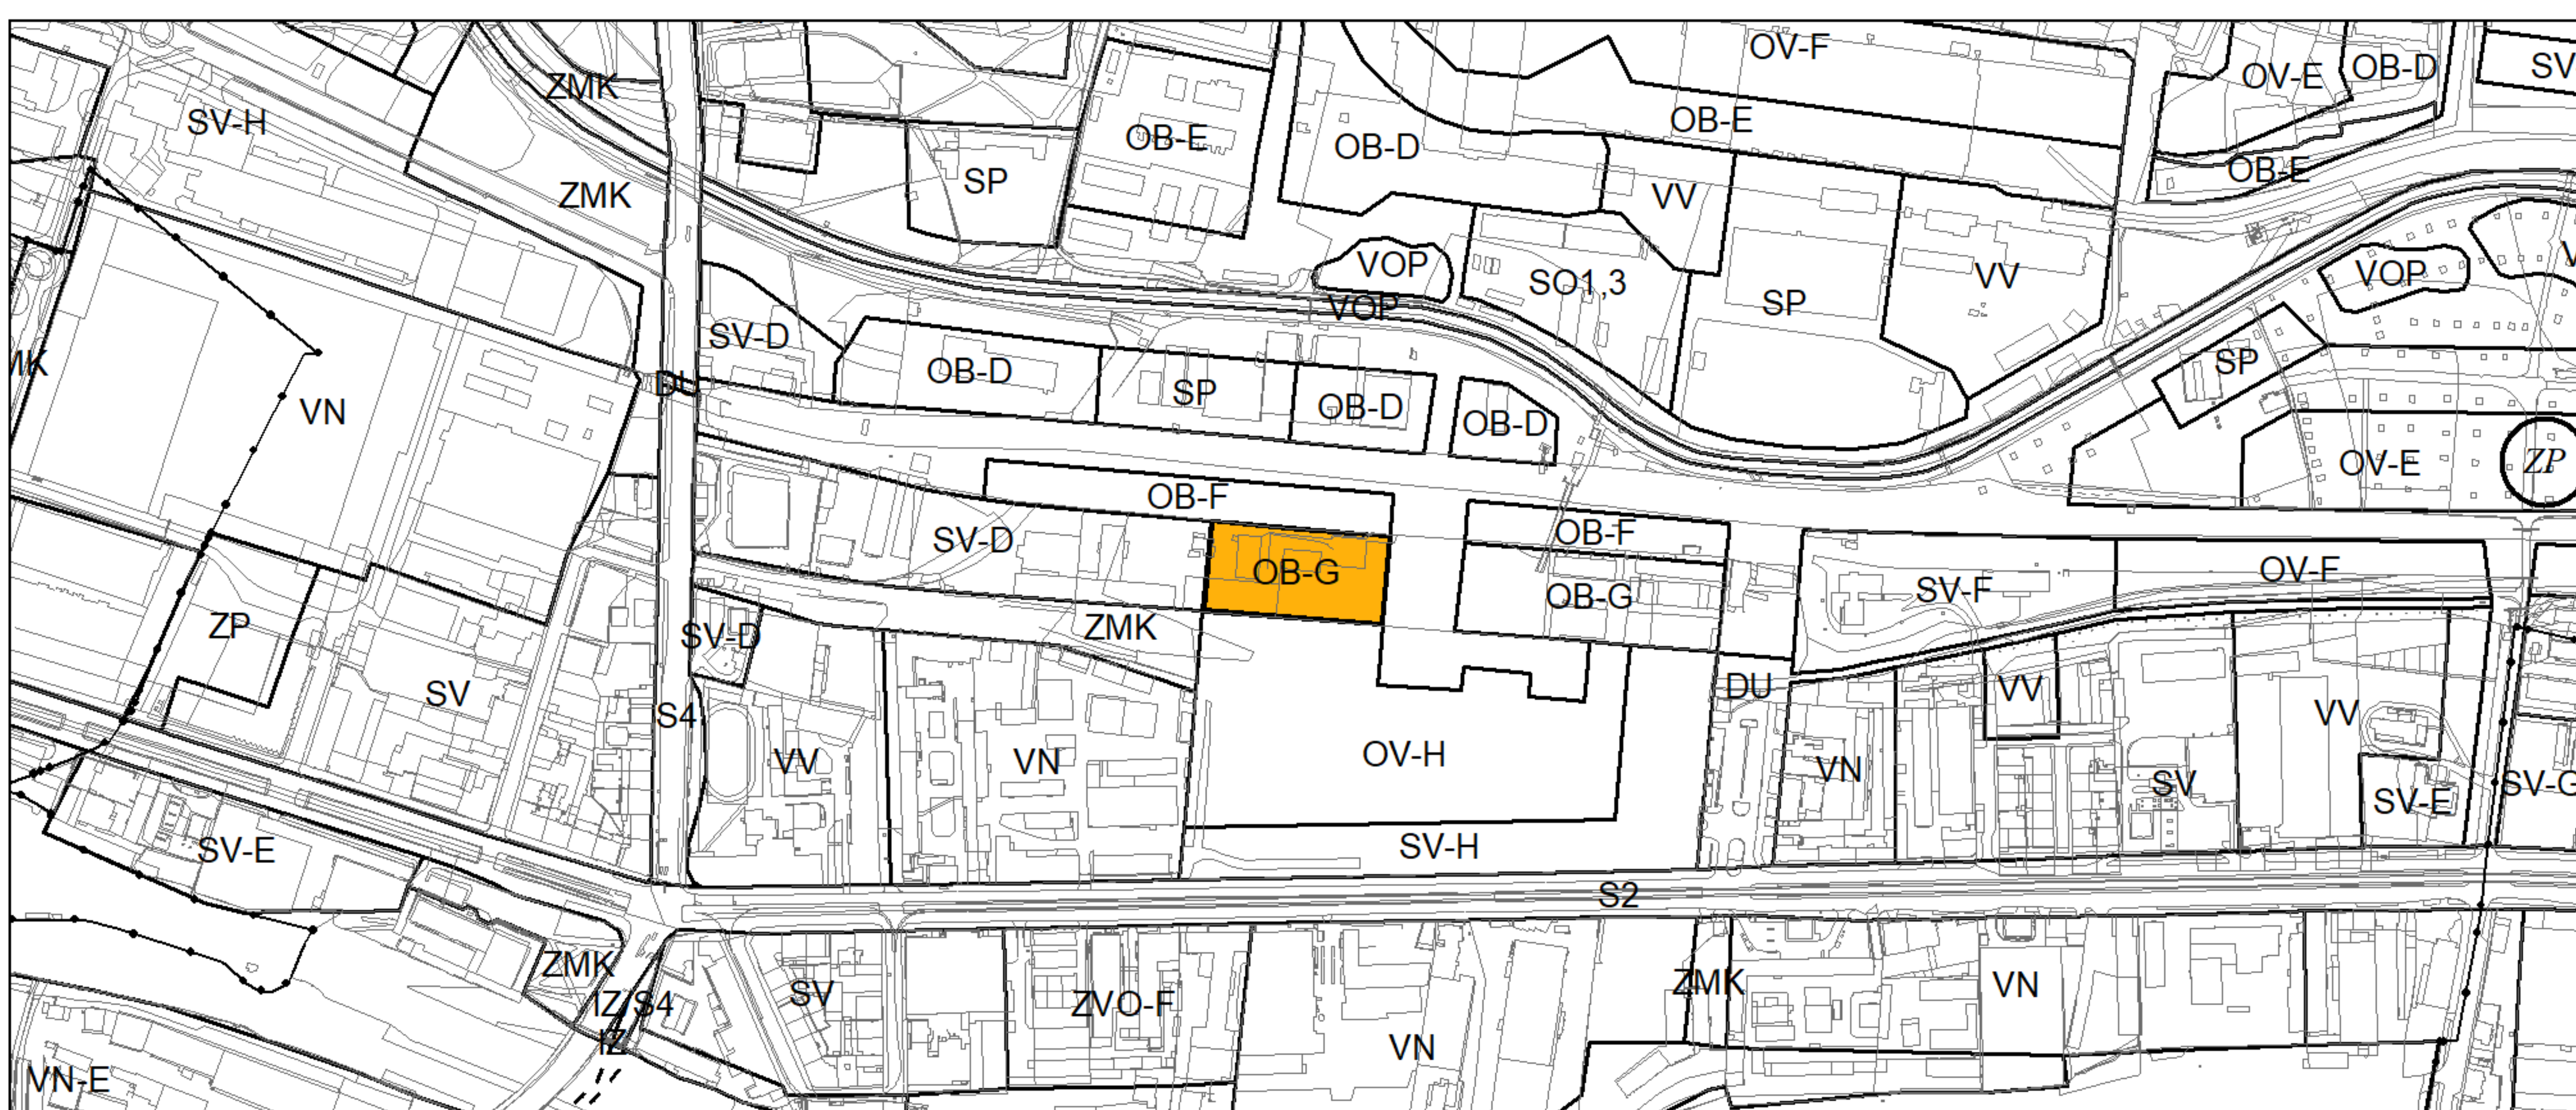 OV-F
SV
OB-D
OV-E
ZMK
OB-E
SV-H
OB-E
OB-D
OB-E
SP
ZMK
VV
VOP
VOP
SO1,3
VV
SP
VOP
SV-D
MK
SP
OB-D
DU
SP
VN
OB-D
OB-D
ZP
OV-E
OB-F
OB-F
SV-D
OB-G
OV-F
SV-F
OB-G
ZP
ZMK
SV-D
DU
VV
SV
S4
VV
OV-H
VV
VN
VN
SV
SV-G
SV-E
SV-H
SV-E
S2
ZMK
ZMK
VN
SV
IZ/S4
ZVO-F
IZ
VN
VN-E